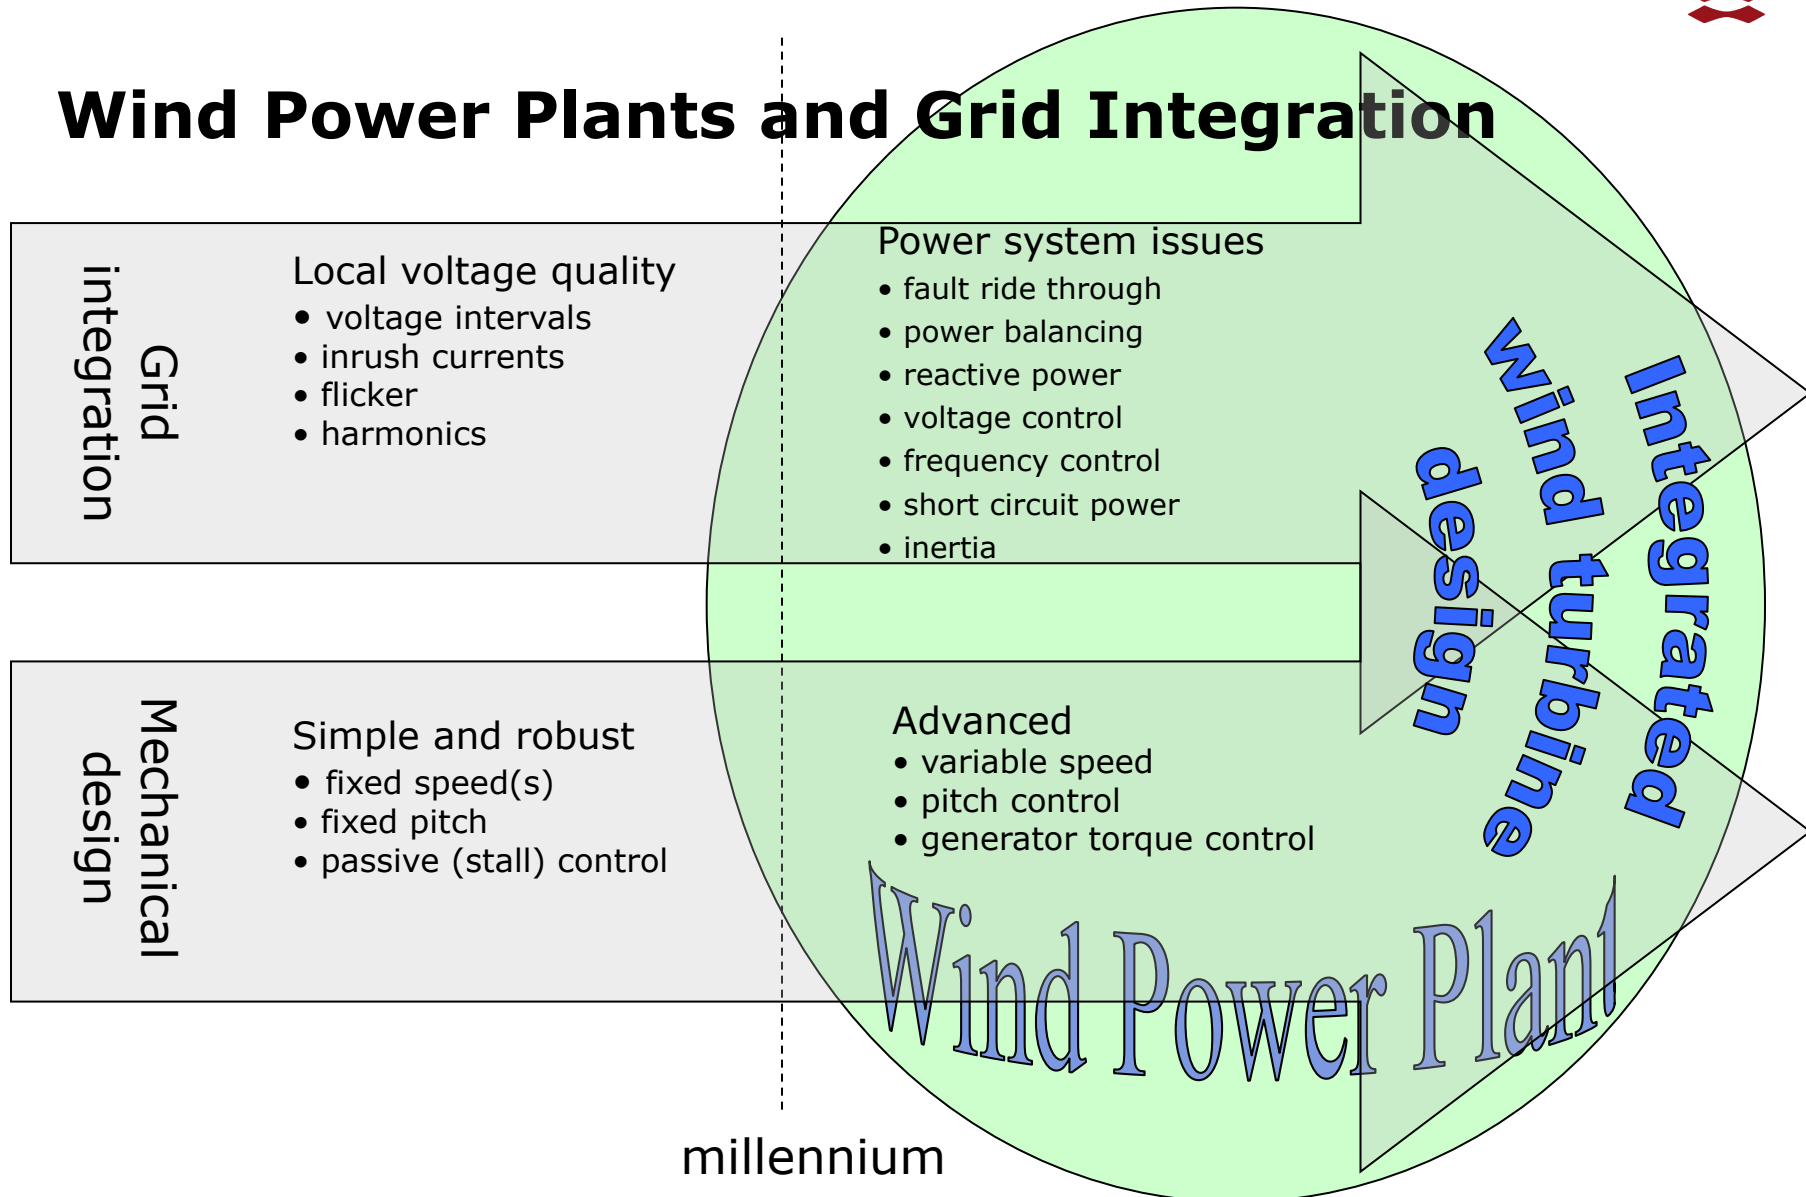 Wind Power Plants and Grid Integration
Grid
integration
Local voltage quality
• voltage intervals
• inrush currents
• flicker
• harmonics
Power system issues
• fault ride through
• power balancing
• reactive power
• voltage control
• frequency control
• short circuit power
• inertia
Mechanical
design
Simple and robust
• fixed speed(s)
• fixed pitch
• passive (stall) control
Advanced
• variable speed
• pitch control
• generator torque control
Integrated
wind turbine
design
Wind Power Plant
millennium